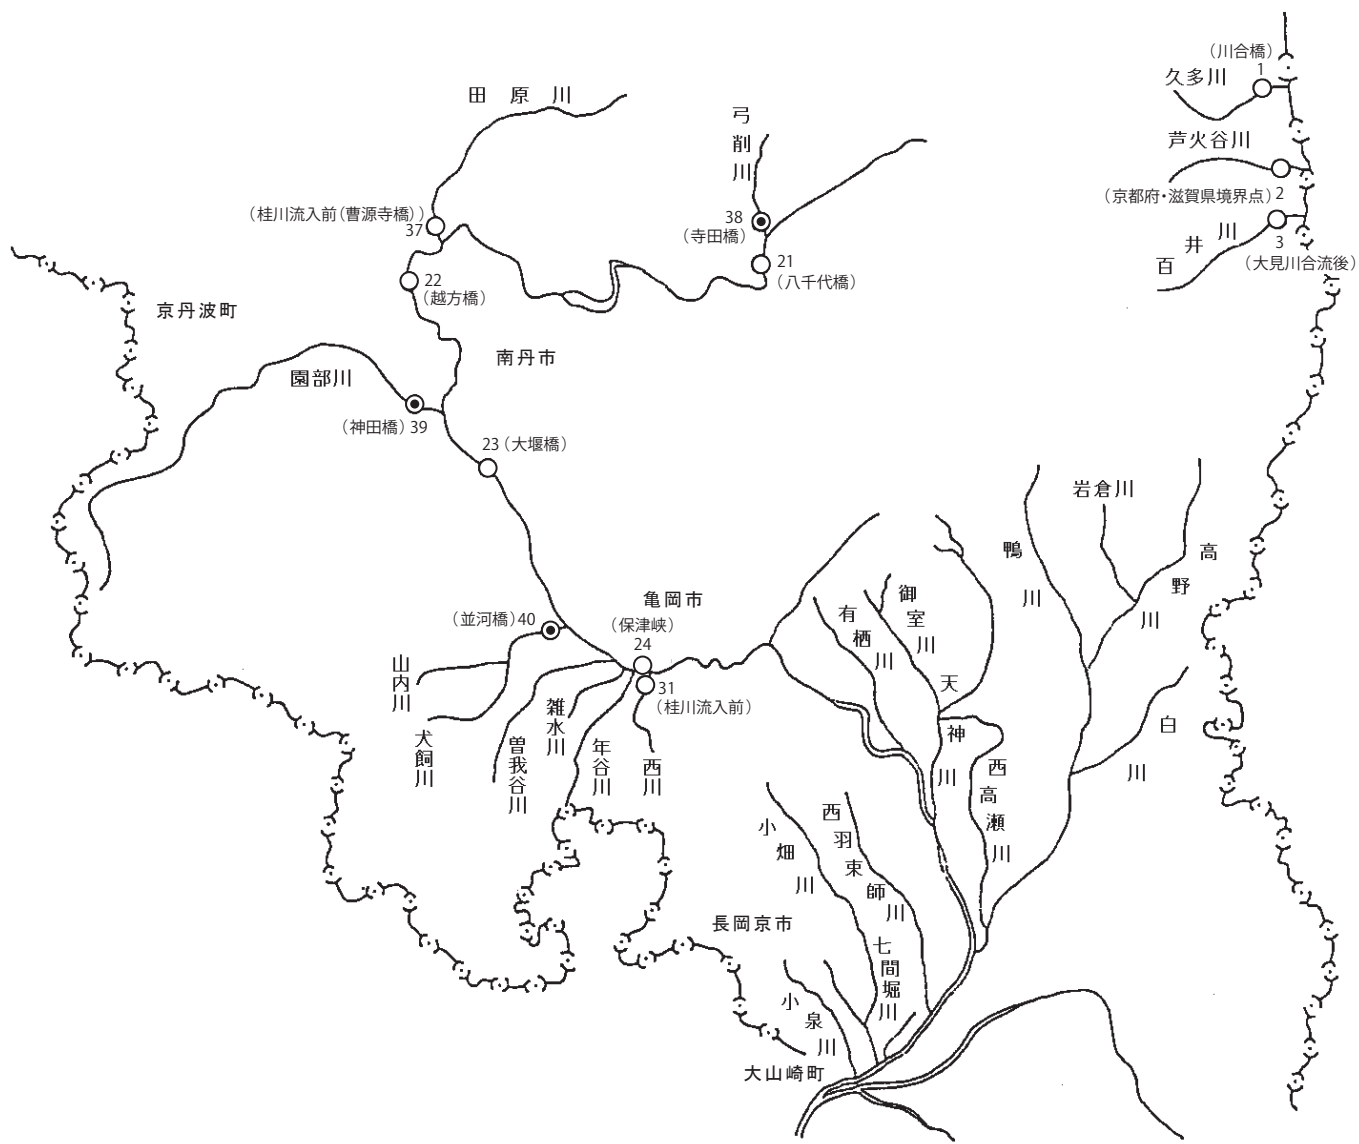 (川合橋)
1
久多川
芦火谷川
(京都府・滋賀県境界点) 2
百井川
3
(大見川合流後)
田原川
弓削川
(桂川流入前(曹源寺橋))
37
38
(寺田橋)
21
(八千代橋)
22
(越方橋)
京丹波町
南丹市
園部川
(神田橋) 39
23 (大堰橋)
岩倉川
鴨川
高野川
亀岡市
(並河橋) 40
(保津峡)
24
31
(桂川流入前)
山内川
犬飼川
曽我谷川
雑水川
年谷川
西川
有栖川
御室川
天神川
西高瀬川
白川
小畑川
西羽束師川
長岡京市
七間堀川
小泉川
大山崎町